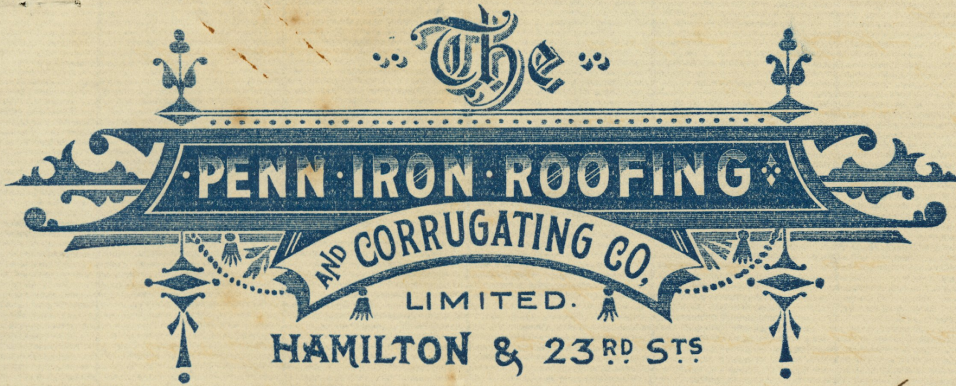 The
PENN · IRON · ROOFING
AND CORRUGATING CO,
LIMITED.
HAMILTON & 23RD STS